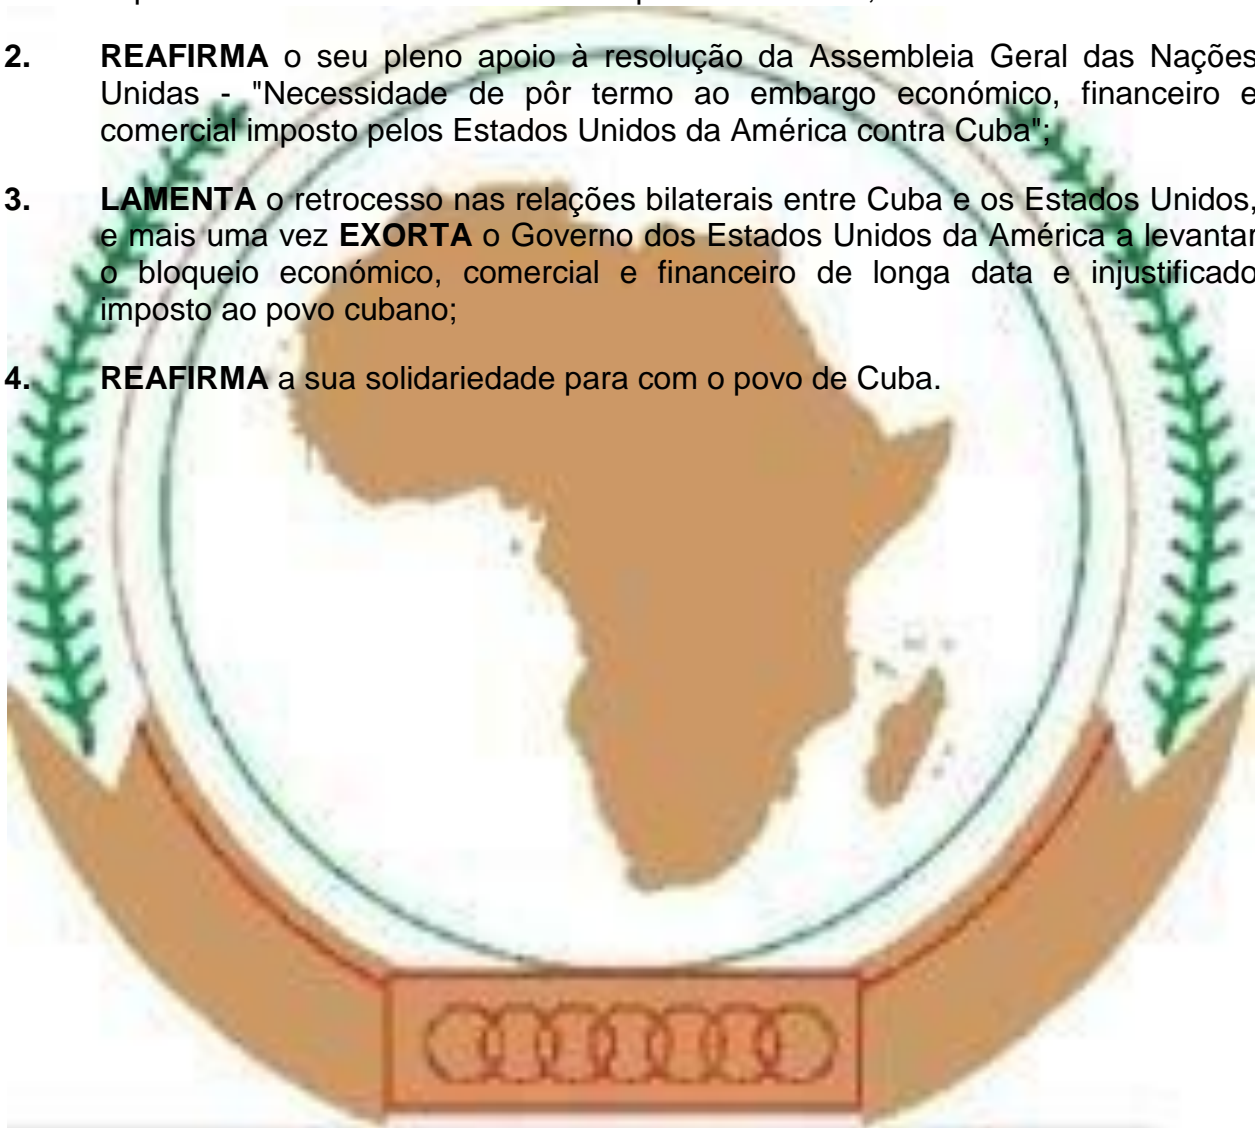 2. REAFIRMA o seu pleno apoio à resolução da Assembleia Geral das Nações
Unidas - "Necessidade de pôr termo ao embargo económico, financeiro e
comercial imposto pelos Estados Unidos da América contra Cuba";
3. LAMENTA o retrocesso nas relações bilaterais entre Cuba e os Estados Unidos,
e mais uma vez EXORTA o Governo dos Estados Unidos da América a levantar
o bloqueio económico, comercial e financeiro de longa data e injustificado
imposto ao povo cubano;
4. REAFIRMA a sua solidariedade para com o povo de Cuba.